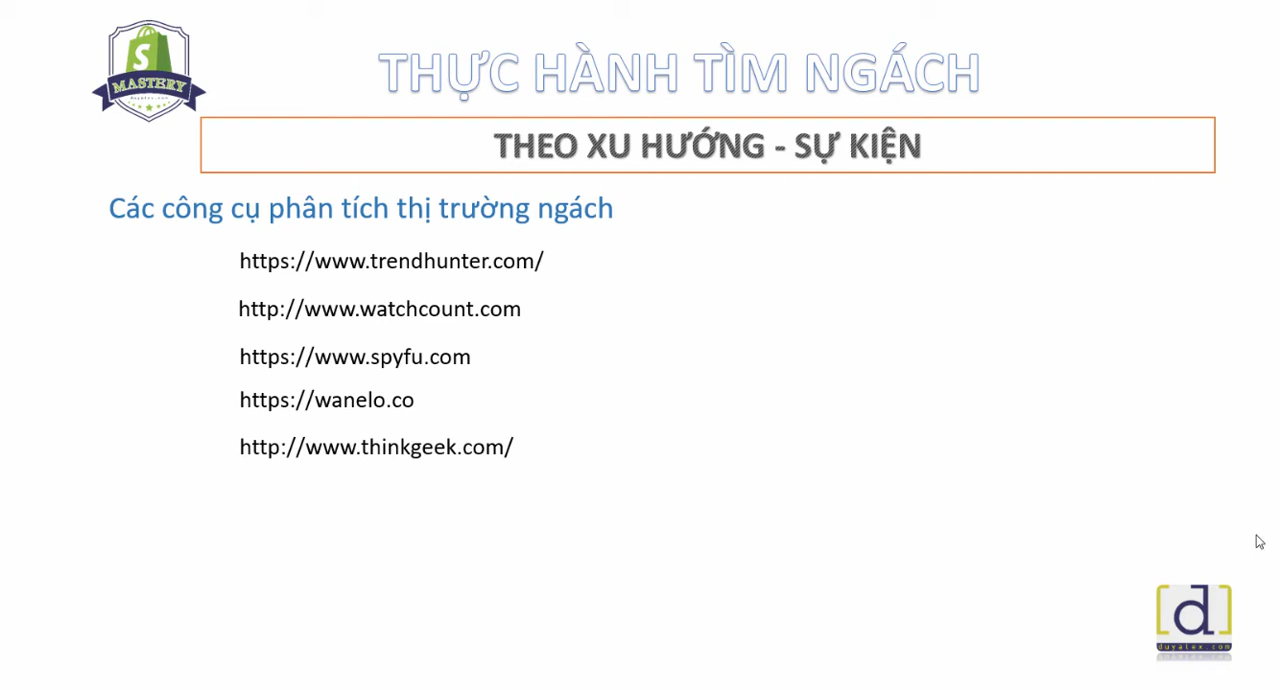 S
MASTERY
THỰC HÀNH TÌM NGÁCH
THEO XU HƯỚNG - SỰ KIỆN
Các công cụ phân tích thị trường ngách
https://www.trendhunter.com/
http://www.watchcount.com
https://www.spyfu.com
https://wanelo.co
http://www.thinkgeek.com/
[d]
duyalex.com